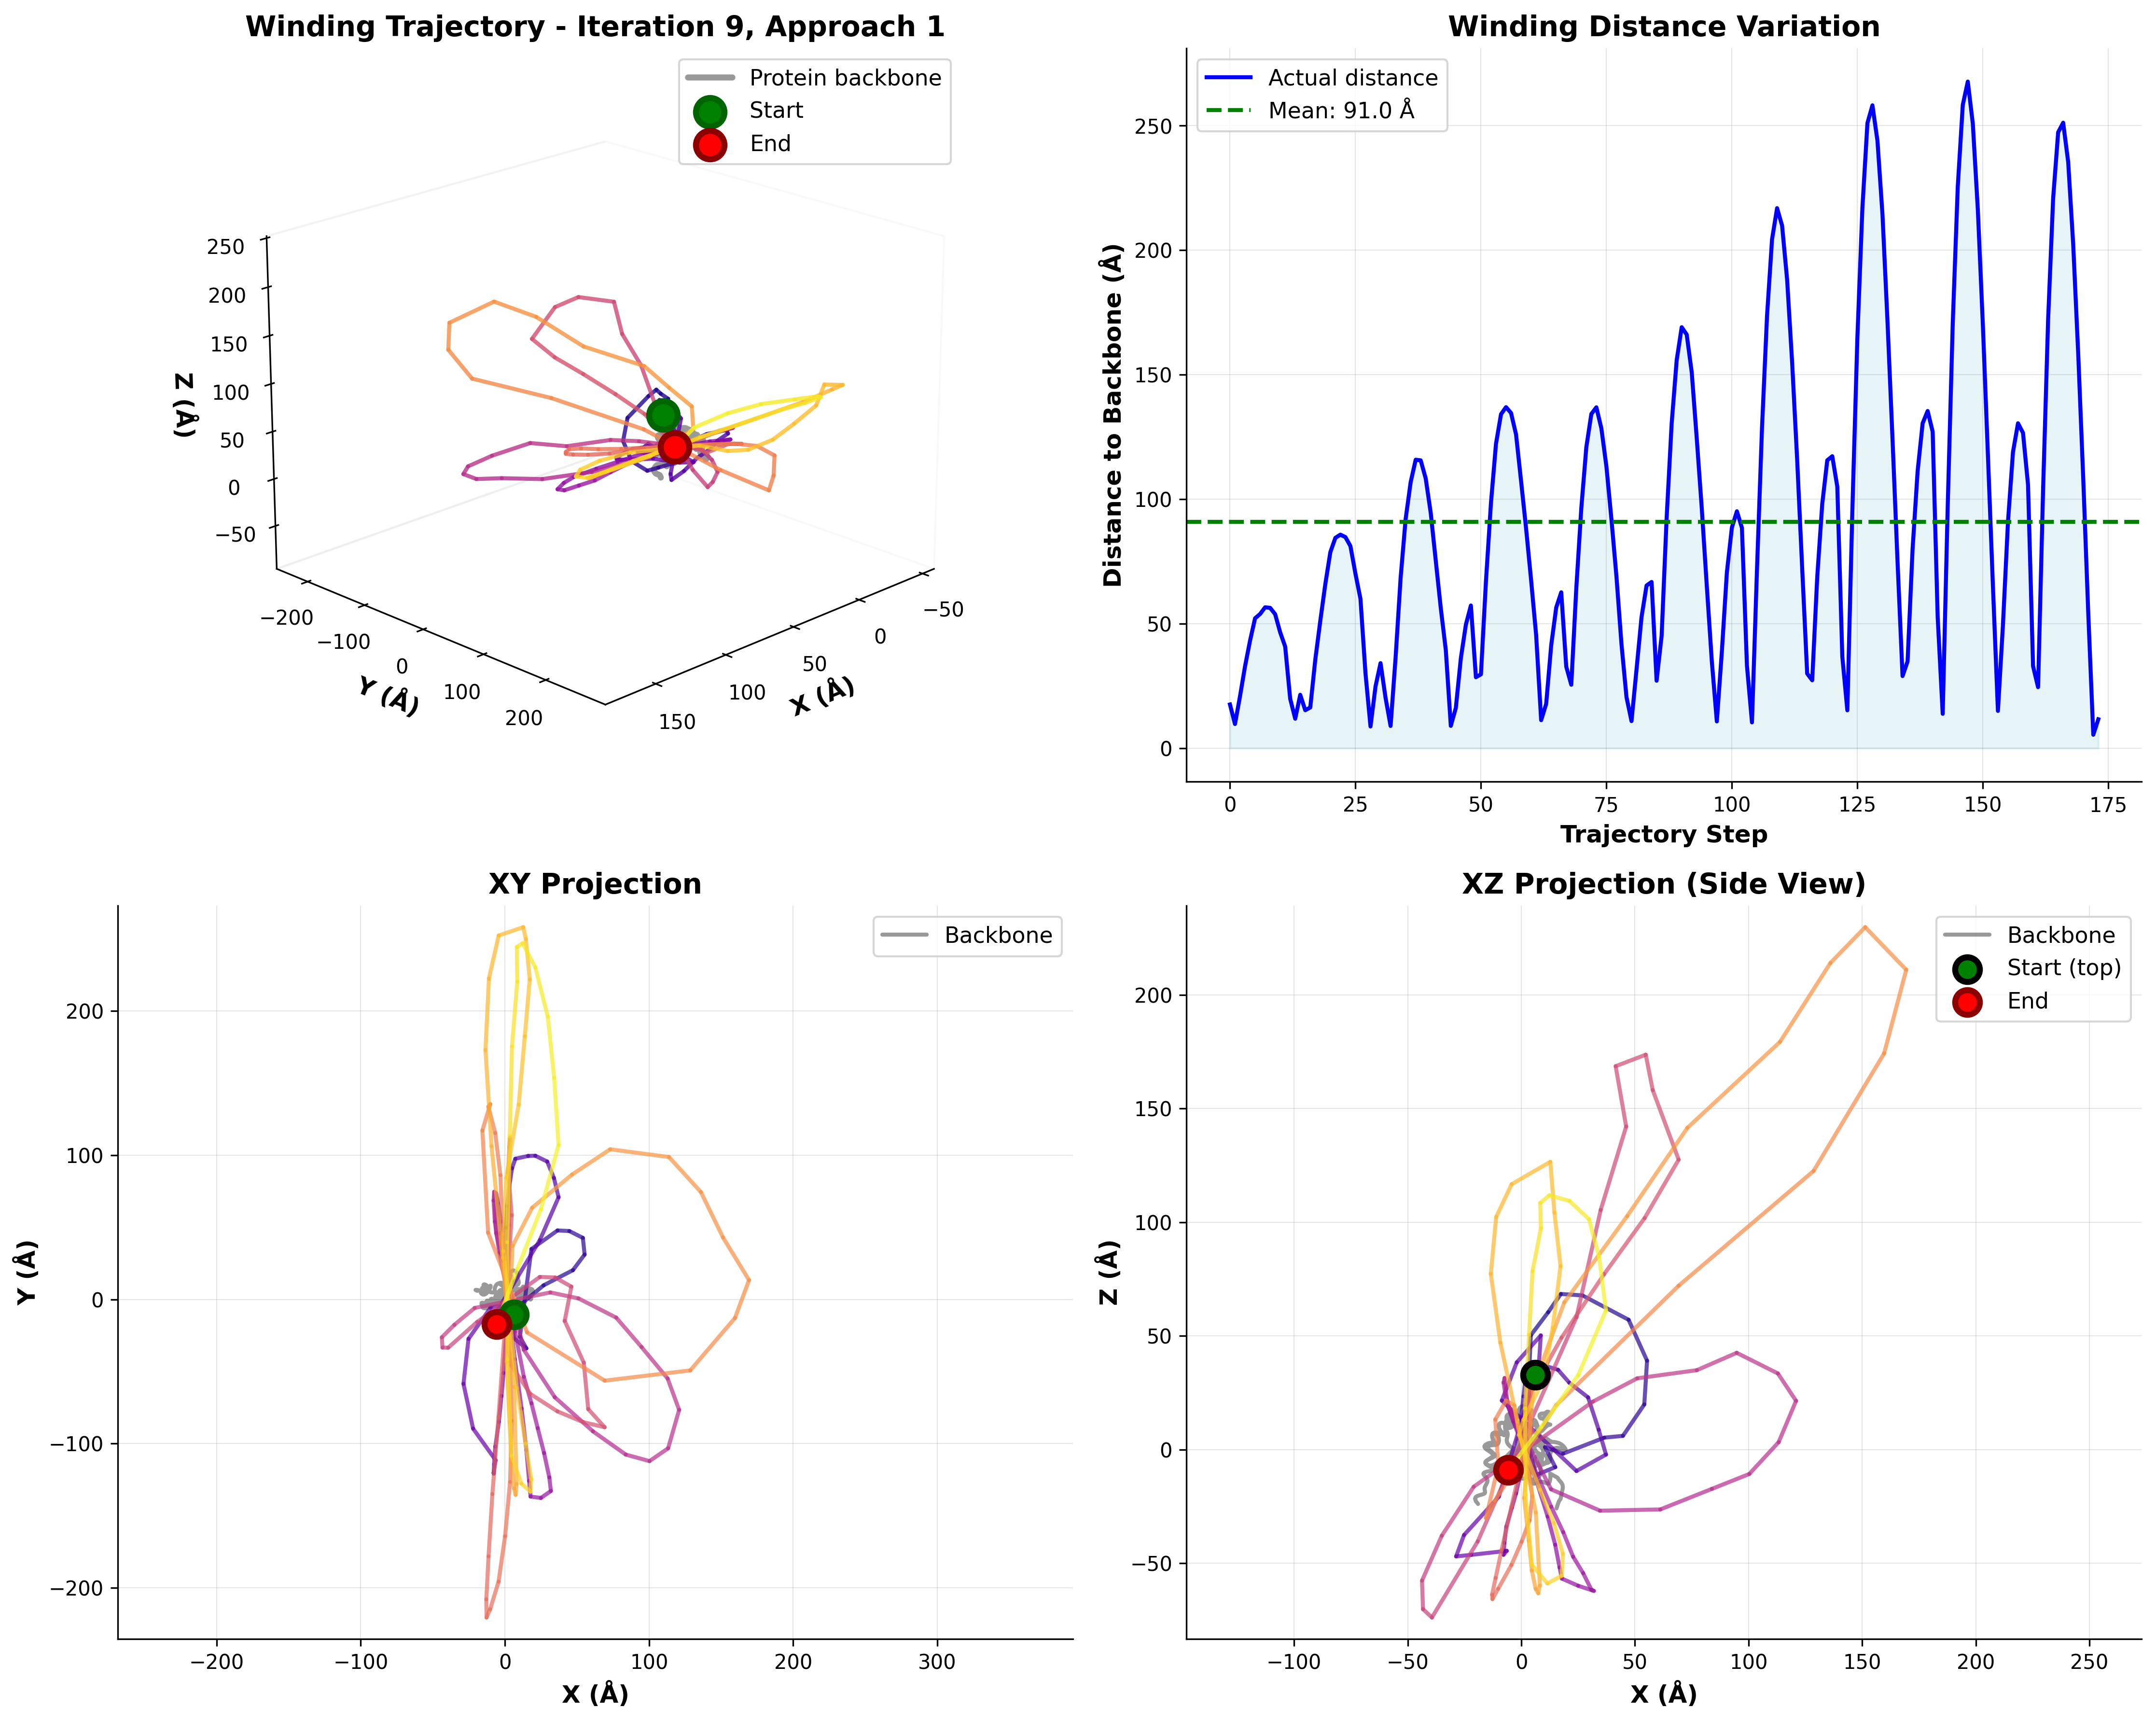 Winding Trajectory - Iteration 9, Approach 1
Protein backbone
Start
End
250
200
150
100
50
0
−50
Z (Å)
−200
−100
0
100
200
Y (Å)
−50
0
50
100
150
X (Å)
Winding Distance Variation
Actual distance
Mean: 91.0 Å
250
200
150
100
50
0
Distance to Backbone (Å)
0
25
50
75
100
125
150
175
Trajectory Step
XY Projection
Backbone
200
100
0
−100
−200
Y (Å)
−200
−100
0
100
200
300
X (Å)
XZ Projection (Side View)
Backbone
Start (top)
End
200
150
100
50
0
−50
Z (Å)
−100
−50
0
50
100
150
200
250
X (Å)